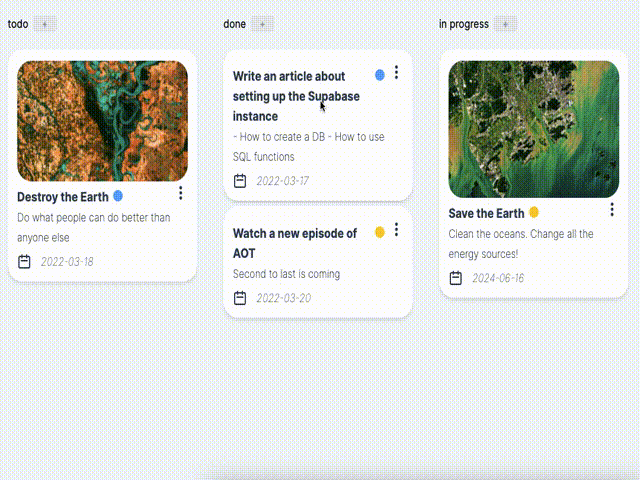 todo +
Destroy the Earth
Do what people can do better than
anyone else
2022-03-18
done +
Write an article about
setting up the Supabase
instance
- How to create a DB - How to use
SQL functions
2022-03-17
Watch a new episode of
AOT
Second to last is coming
2022-03-20
in progress +
Save the Earth
Clean the oceans. Change all the
energy sources!
2024-06-16